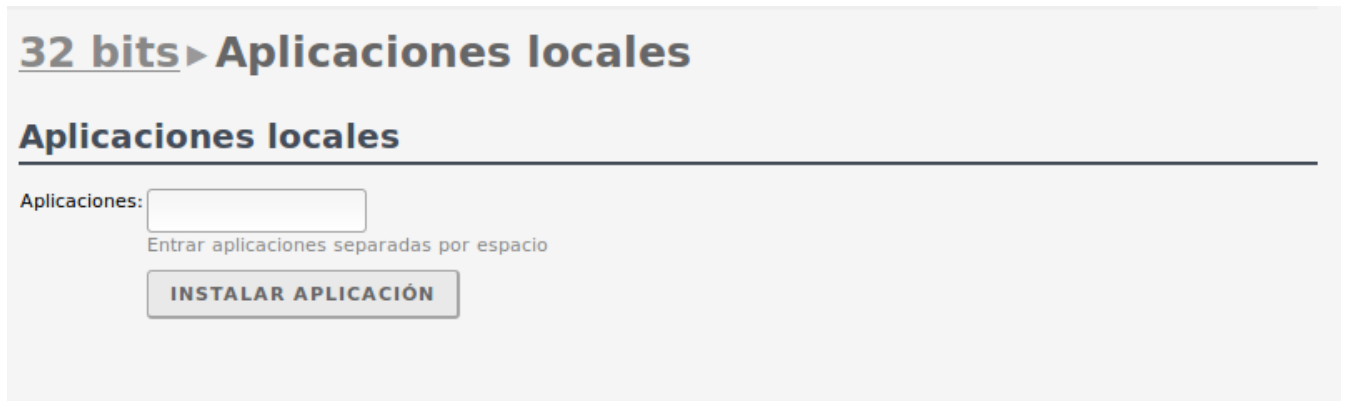 32 bits ▸ Aplicaciones locales
Aplicaciones locales
Aplicaciones:
Entrar aplicaciones separadas por espacio
INSTALAR APLICACIÓN